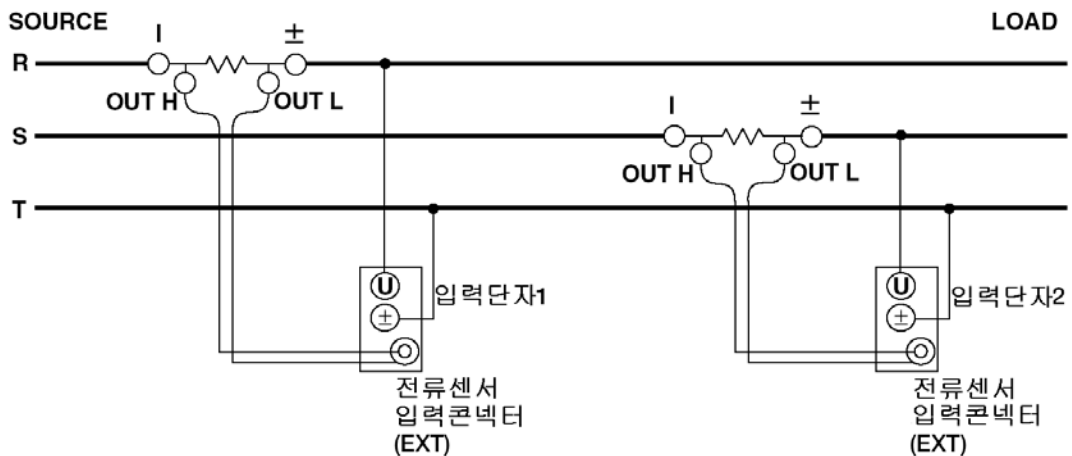 SOURCE
LOAD
I
±
R
OUT H
OUT L
I
±
S
OUT H
OUT L
T
U
입력단자1
±
U
입력단자2
±
전류센서
입력콘넥터
(EXT)
전류센서
입력콘넥터
(EXT)